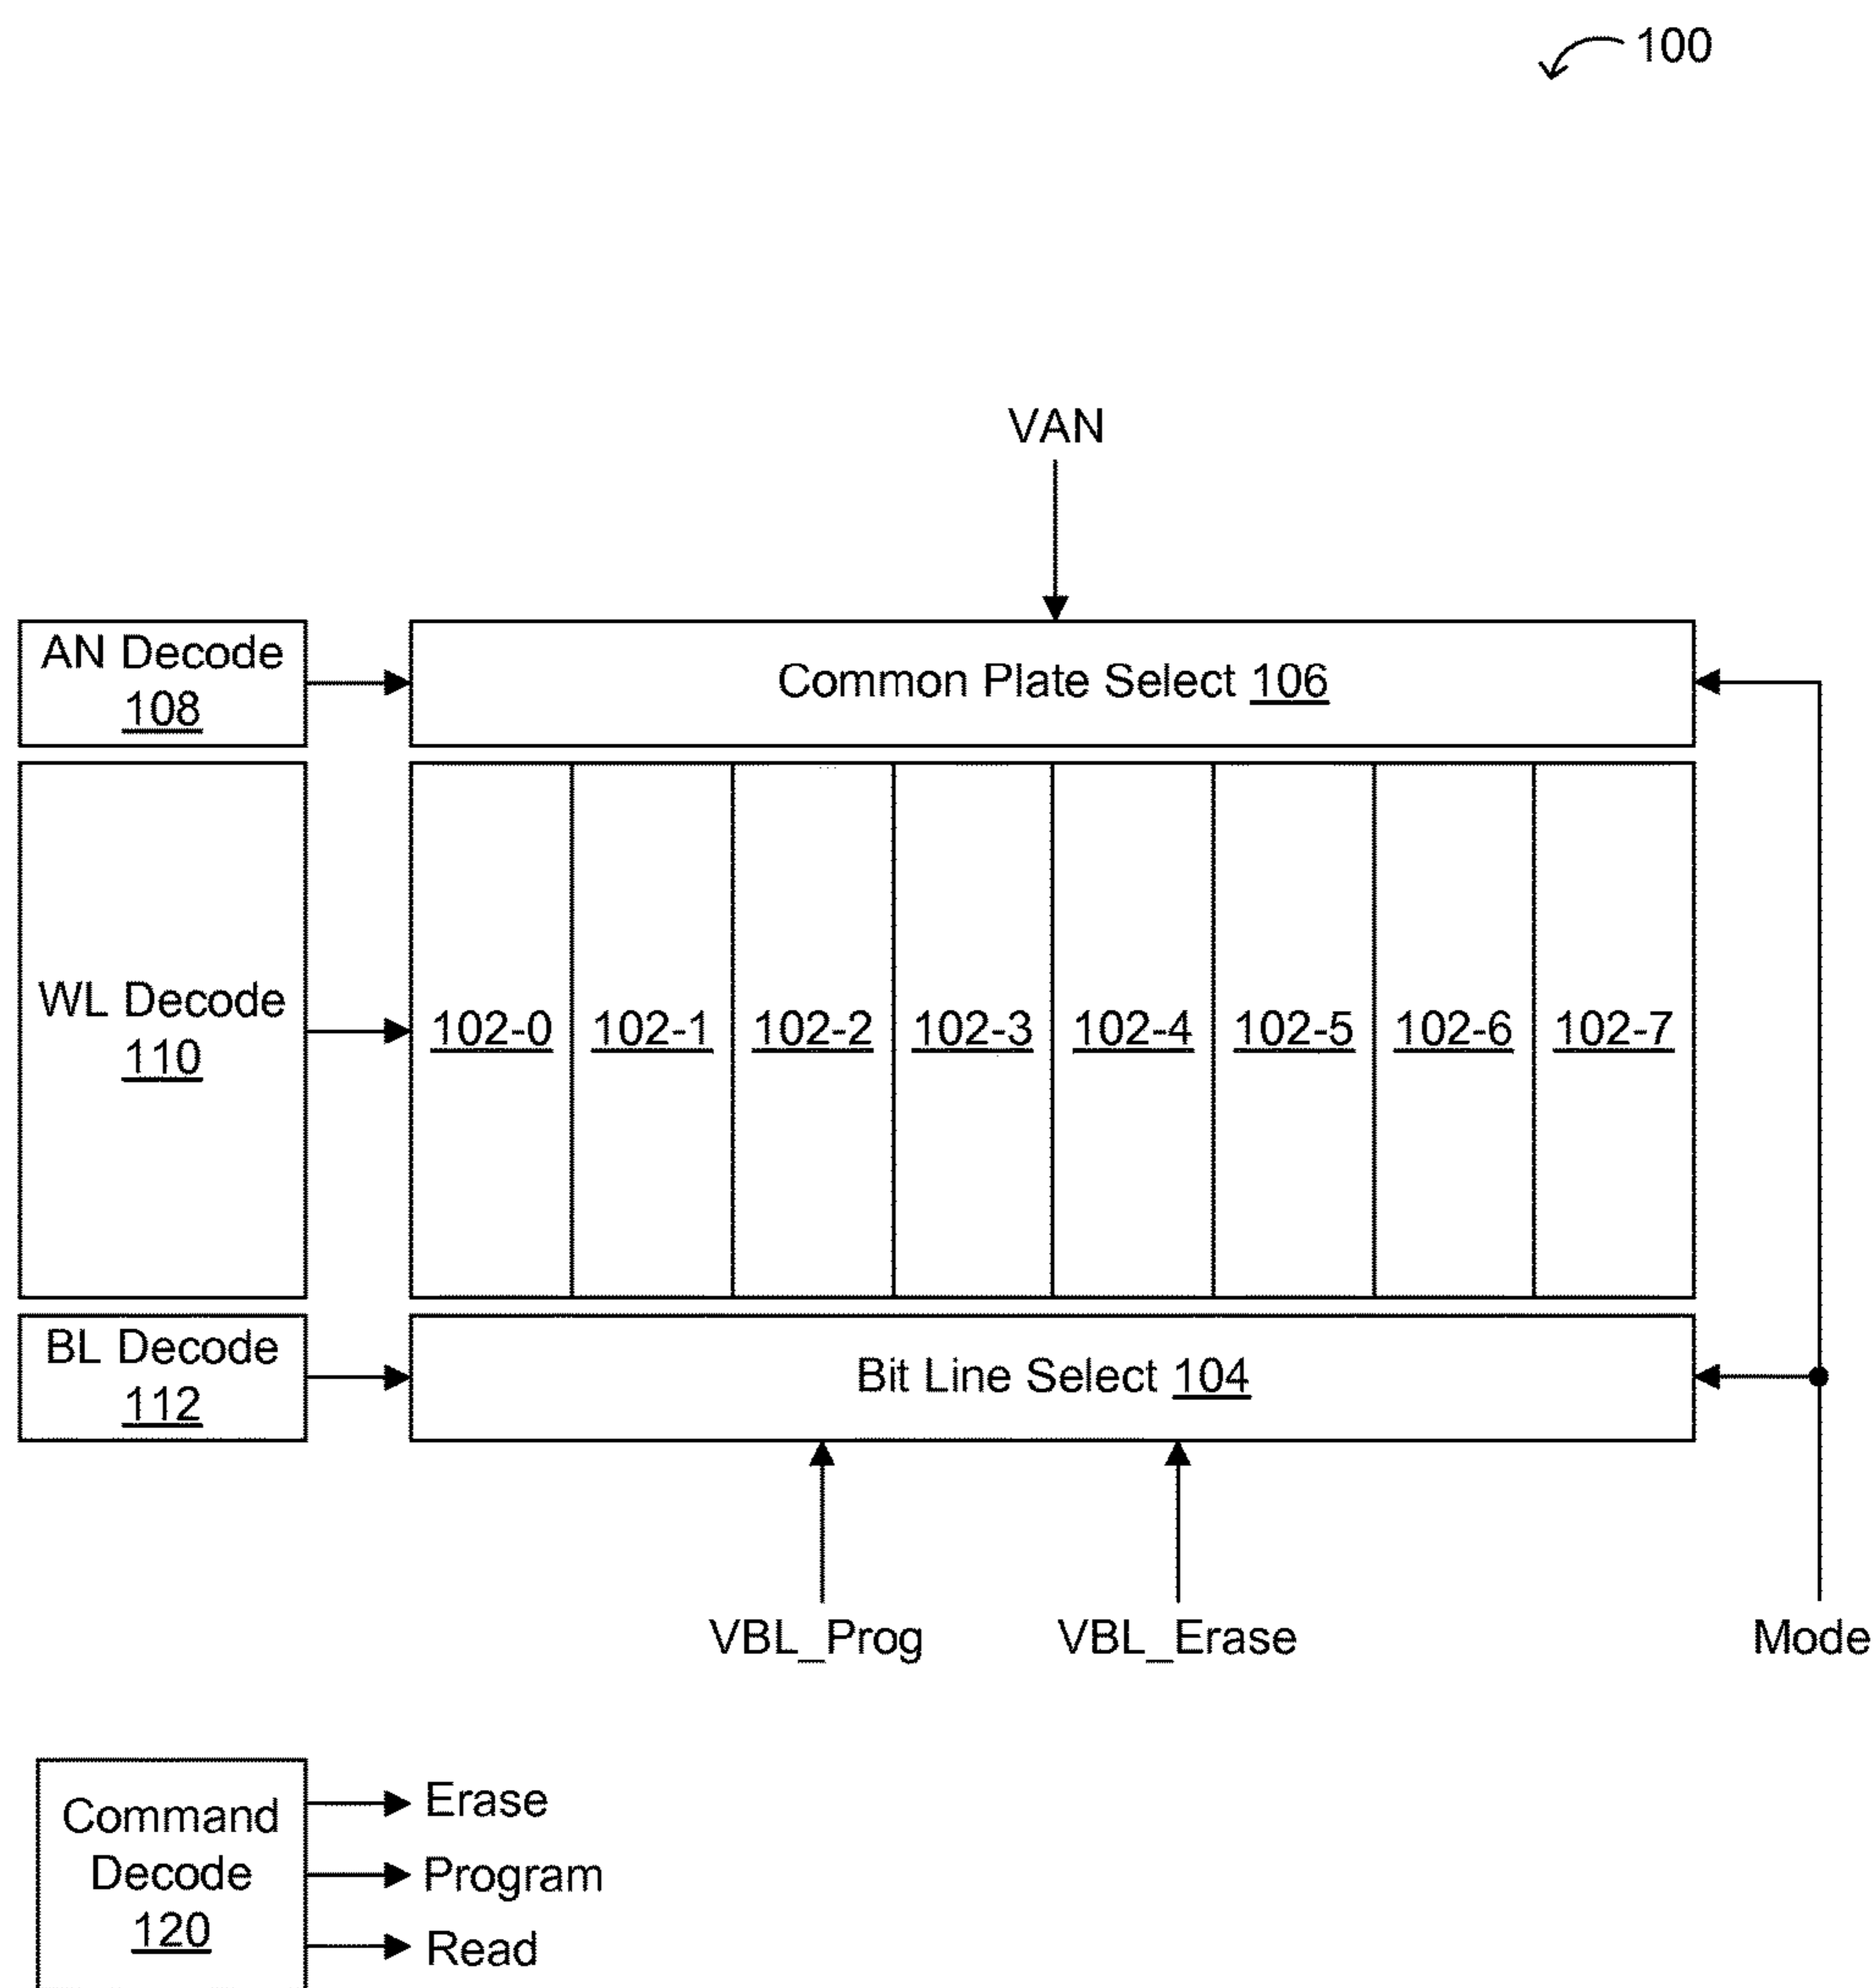 100
VAN
AN Decode
108
Common Plate Select 106
WL Decode
110
102-0 102-1 102-2 102-3 102-4 102-5 102-6 102-7
BL Decode
112
Bit Line Select 104
VBL_Prog VBL_Erase Mode
Command
Decode
120
Erase
Program
Read